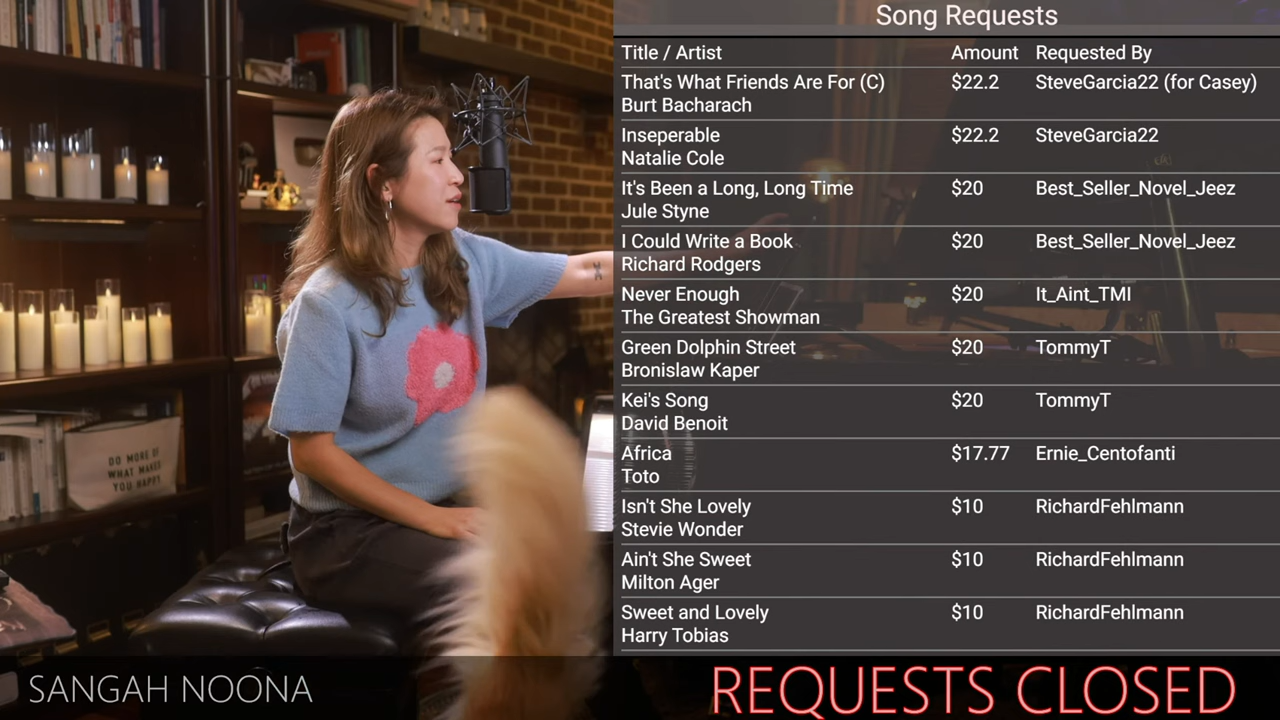 Song Requests
Title / Artist Amount Requested By
That's What Friends Are For (C) $22.2 SteveGarcia22 (for Casey)
Burt Bacharach
Inseperable $22.2 SteveGarcia22
Natalie Cole
It's Been a Long, Long Time $20 Best_Seller_Novel_Jeez
Jule Styne
I Could Write a Book $20 Best_Seller_Novel_Jeez
Richard Rodgers
Never Enough $20 It_Aint_TMI
The Greatest Showman
Green Dolphin Street $20 TommyT
Bronislaw Kaper
Kei's Song $20 TommyT
David Benoit
Africa $17.77 Ernie_Centofanti
Toto
Isn't She Lovely $10 RichardFehlmann
Stevie Wonder
Ain't She Sweet $10 RichardFehlmann
Milton Ager
Sweet and Lovely $10 RichardFehlmann
Harry Tobias
DO MORE OF
WHAT MAKES
YOU HAPPY
SANGAH NOONA
REQUESTS CLOSED